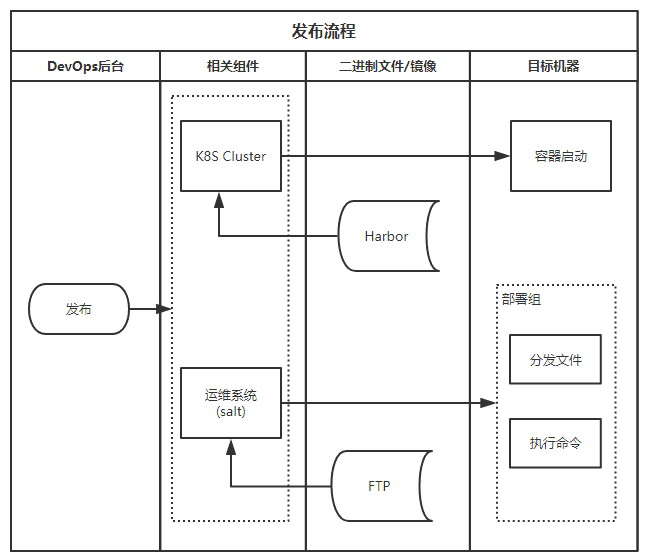 发布流程
DevOps后台
相关组件
二进制文件/镜像
目标机器
K8S Cluster
容器启动
Harbor
发布
部署组
分发文件
运维系统
(salt)
执行命令
FTP